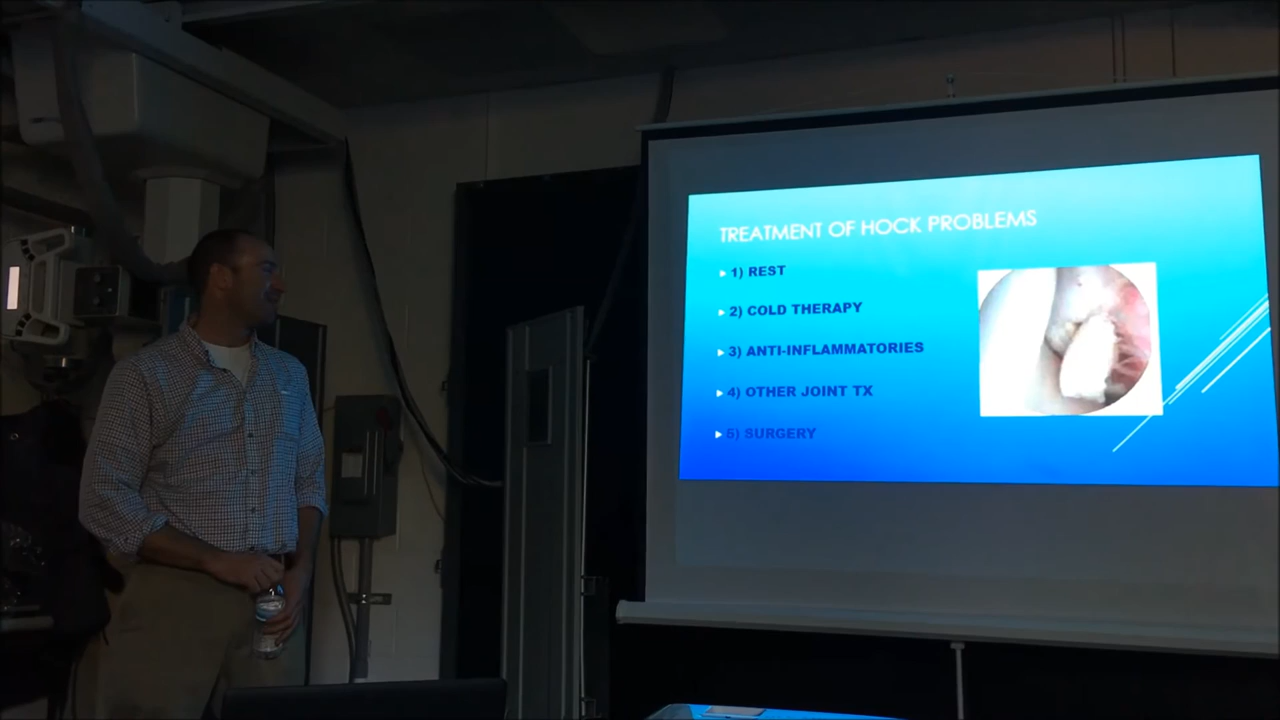 TREATMENT OF HOCK PROBLEMS
1) REST
2) COLD THERAPY
3) ANTI-INFLAMMATORIES
4) OTHER JOINT TX
5) SURGERY